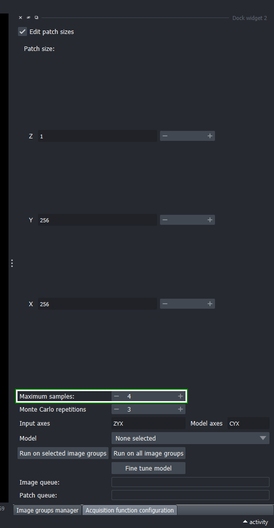 Dock widget 2
Edit patch sizes
Patch size:
Z 1 − +
Y 256 − +
X 256 − +
Maximum samples: − 4 +
Monte Carlo repetitions − 3 +
Input axes ZYX Model axes CYX
Model None selected
Run on selected image groups Run on all image groups
Fine tune model
Image queue:
Patch queue:
Image groups manager Acquisition function configuration
activity